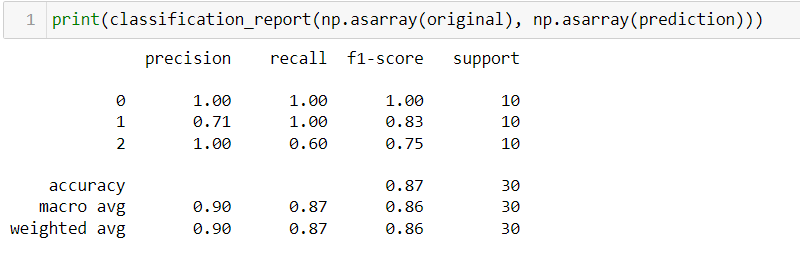 1 print(classification_report(np.asarray(original), np.asarray(prediction)))
precision recall f1-score support
0 1.00 1.00 1.00 10
1 0.71 1.00 0.83 10
2 1.00 0.60 0.75 10
accuracy 0.87 30
macro avg 0.90 0.87 0.86 30
weighted avg 0.90 0.87 0.86 30